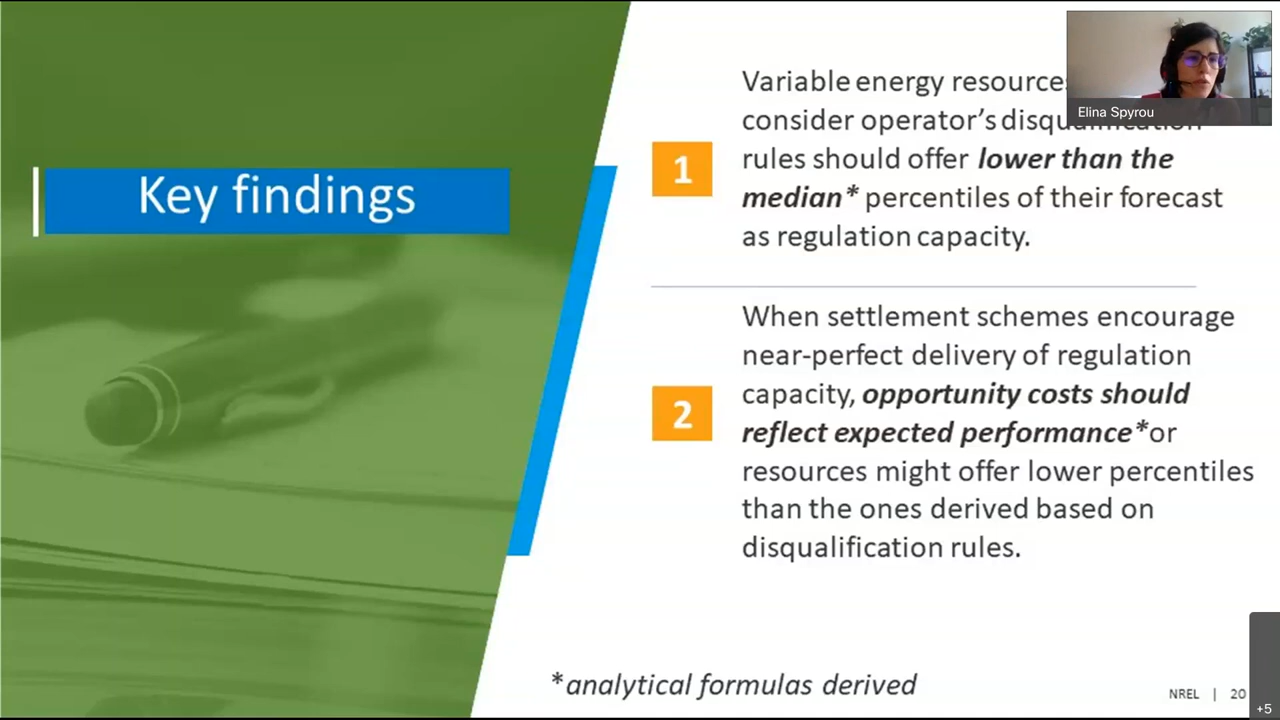 Key findings
1
Variable energy resources
consider operator's disqualification
rules should offer lower than the
median* percentiles of their forecast
as regulation capacity.
2
When settlement schemes encourage
near-perfect delivery of regulation
capacity, opportunity costs should
reflect expected performance*or
resources might offer lower percentiles
than the ones derived based on
disqualification rules.
*analytical formulas derived
NREL | 20
Elina Spyrou
+5